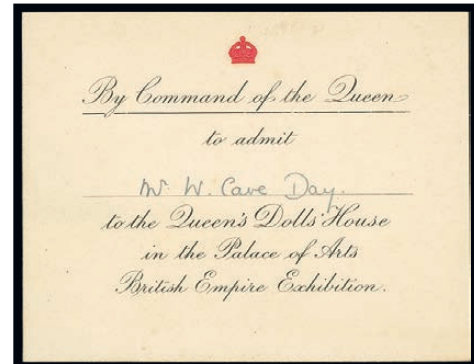 By Command of the Queen
to admit
Mr. W. Cave Day.
to the Queen's Dolls' House
in the Palace of Arts
British Empire Exhibition.